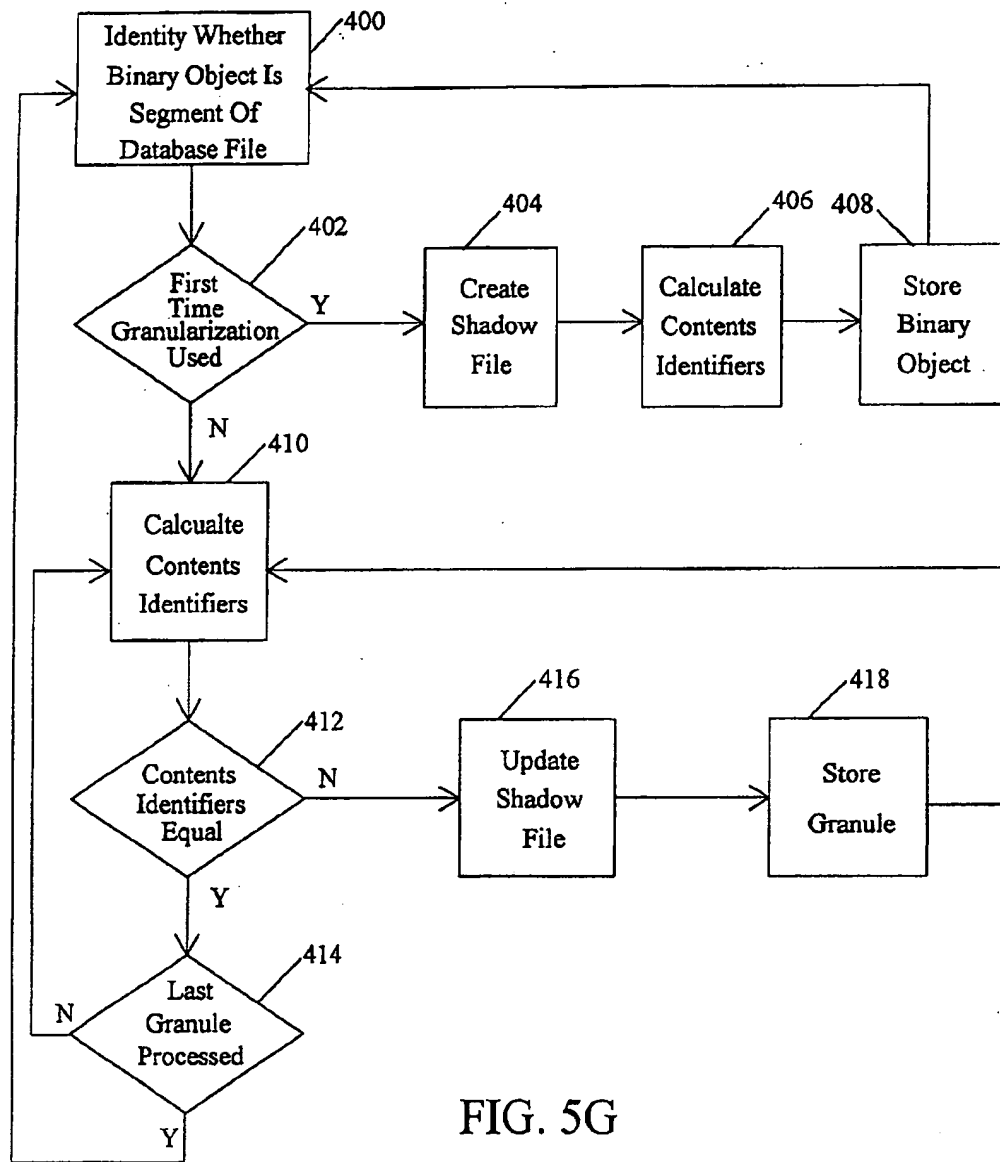 400
Identity Whether
Binary Object Is
Segment Of
Database File
402
First
Time
Granularization
Used
Y
N
404
Create
Shadow
File
406
Calculate
Contents
Identifiers
408
Store
Binary
Object
410
Calcualte
Contents
Identifiers
412
Contents
Identifiers
Equal
N
Y
416
Update
Shadow
File
418
Store
Granule
414
Last
Granule
Processed
N
Y
FIG. 5G